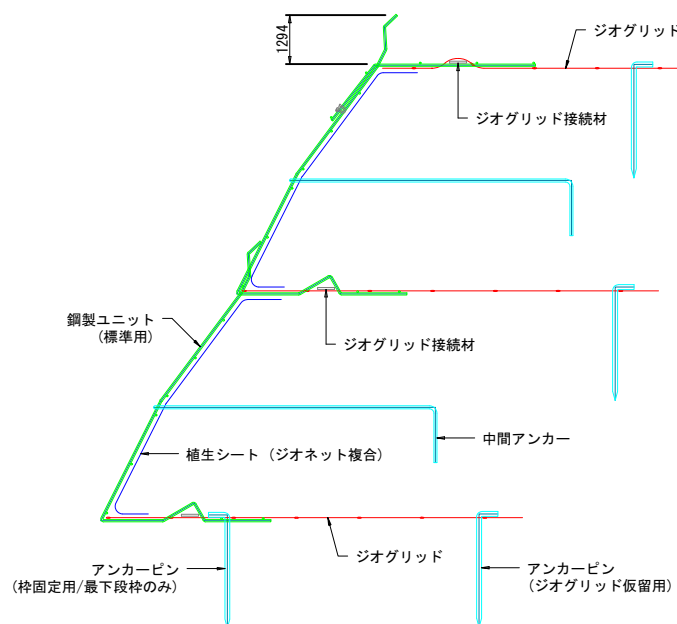 1294
ジオグリッド
ジオグリッド接続材
鋼製ユニット
(標準用)
ジオグリッド接続材
中間アンカー
植生シート (ジオネット複合)
ジオグリッド
アンカーピン
(枠固定用/最下段枠のみ)
アンカーピン
(ジオグリッド仮留用)